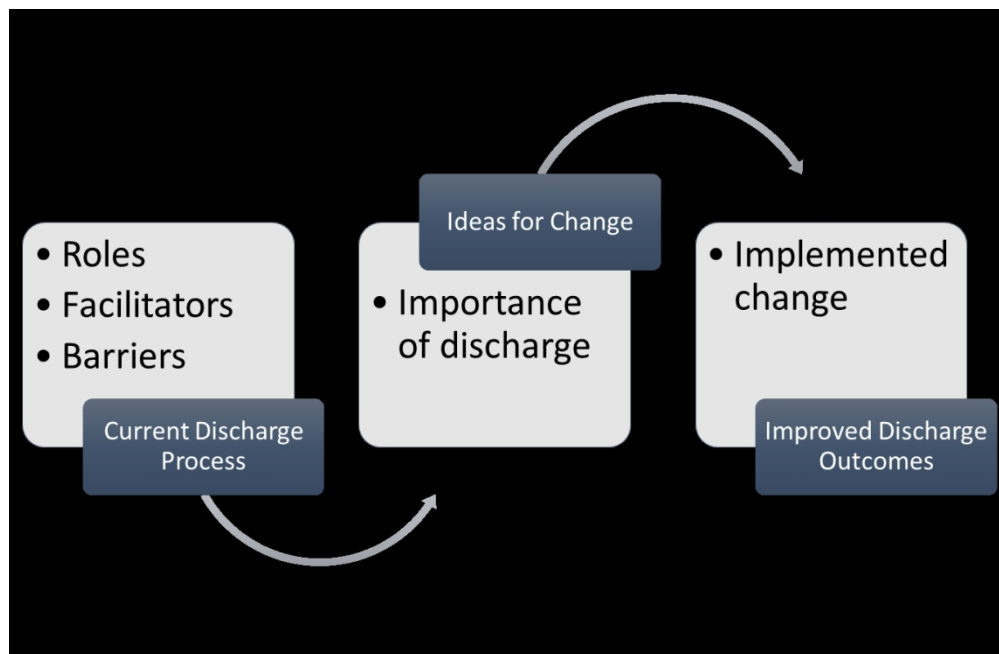 • Roles
• Facilitators
• Barriers
Current Discharge
Process
Ideas for Change
• Importance
of discharge
• Implemented
change
Improved Discharge
Outcomes